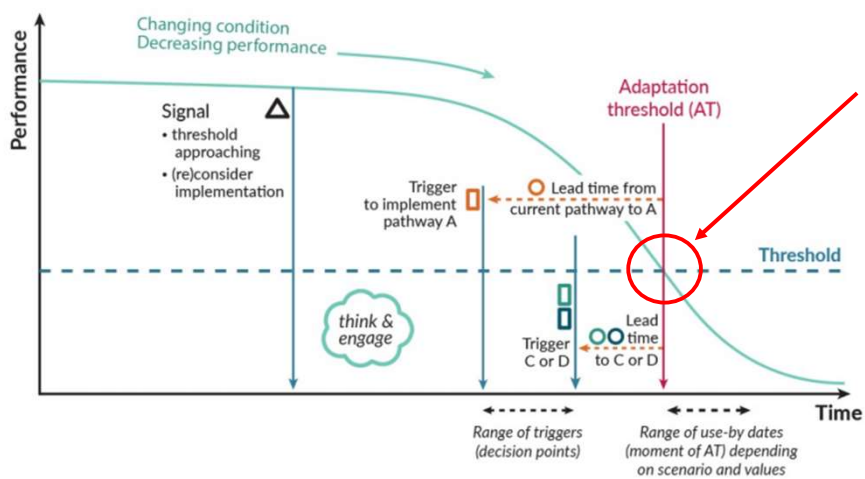 Changing condition
Decreasing performance
Performance
Signal
• threshold
approaching
• (re)consider
implementation
Adaptation
threshold (AT)
Trigger
to implement
pathway A
Lead time from
current pathway to A
Threshold
think &
engage
Trigger
C or D
Lead
time
to C or D
Time
Range of triggers
(decision points)
Range of use-by dates
(moment of AT) depending
on scenario and values